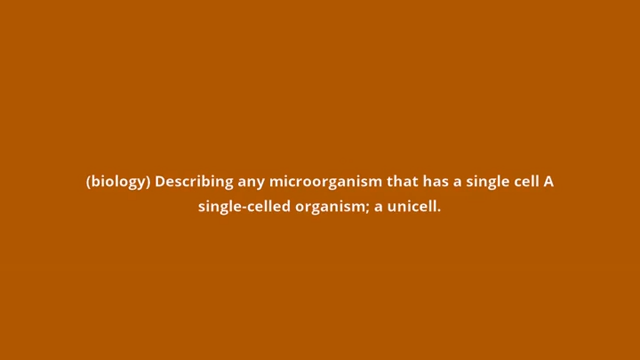 (biology) Describing any microorganism that has a single cell A
single-celled organism; a unicell.